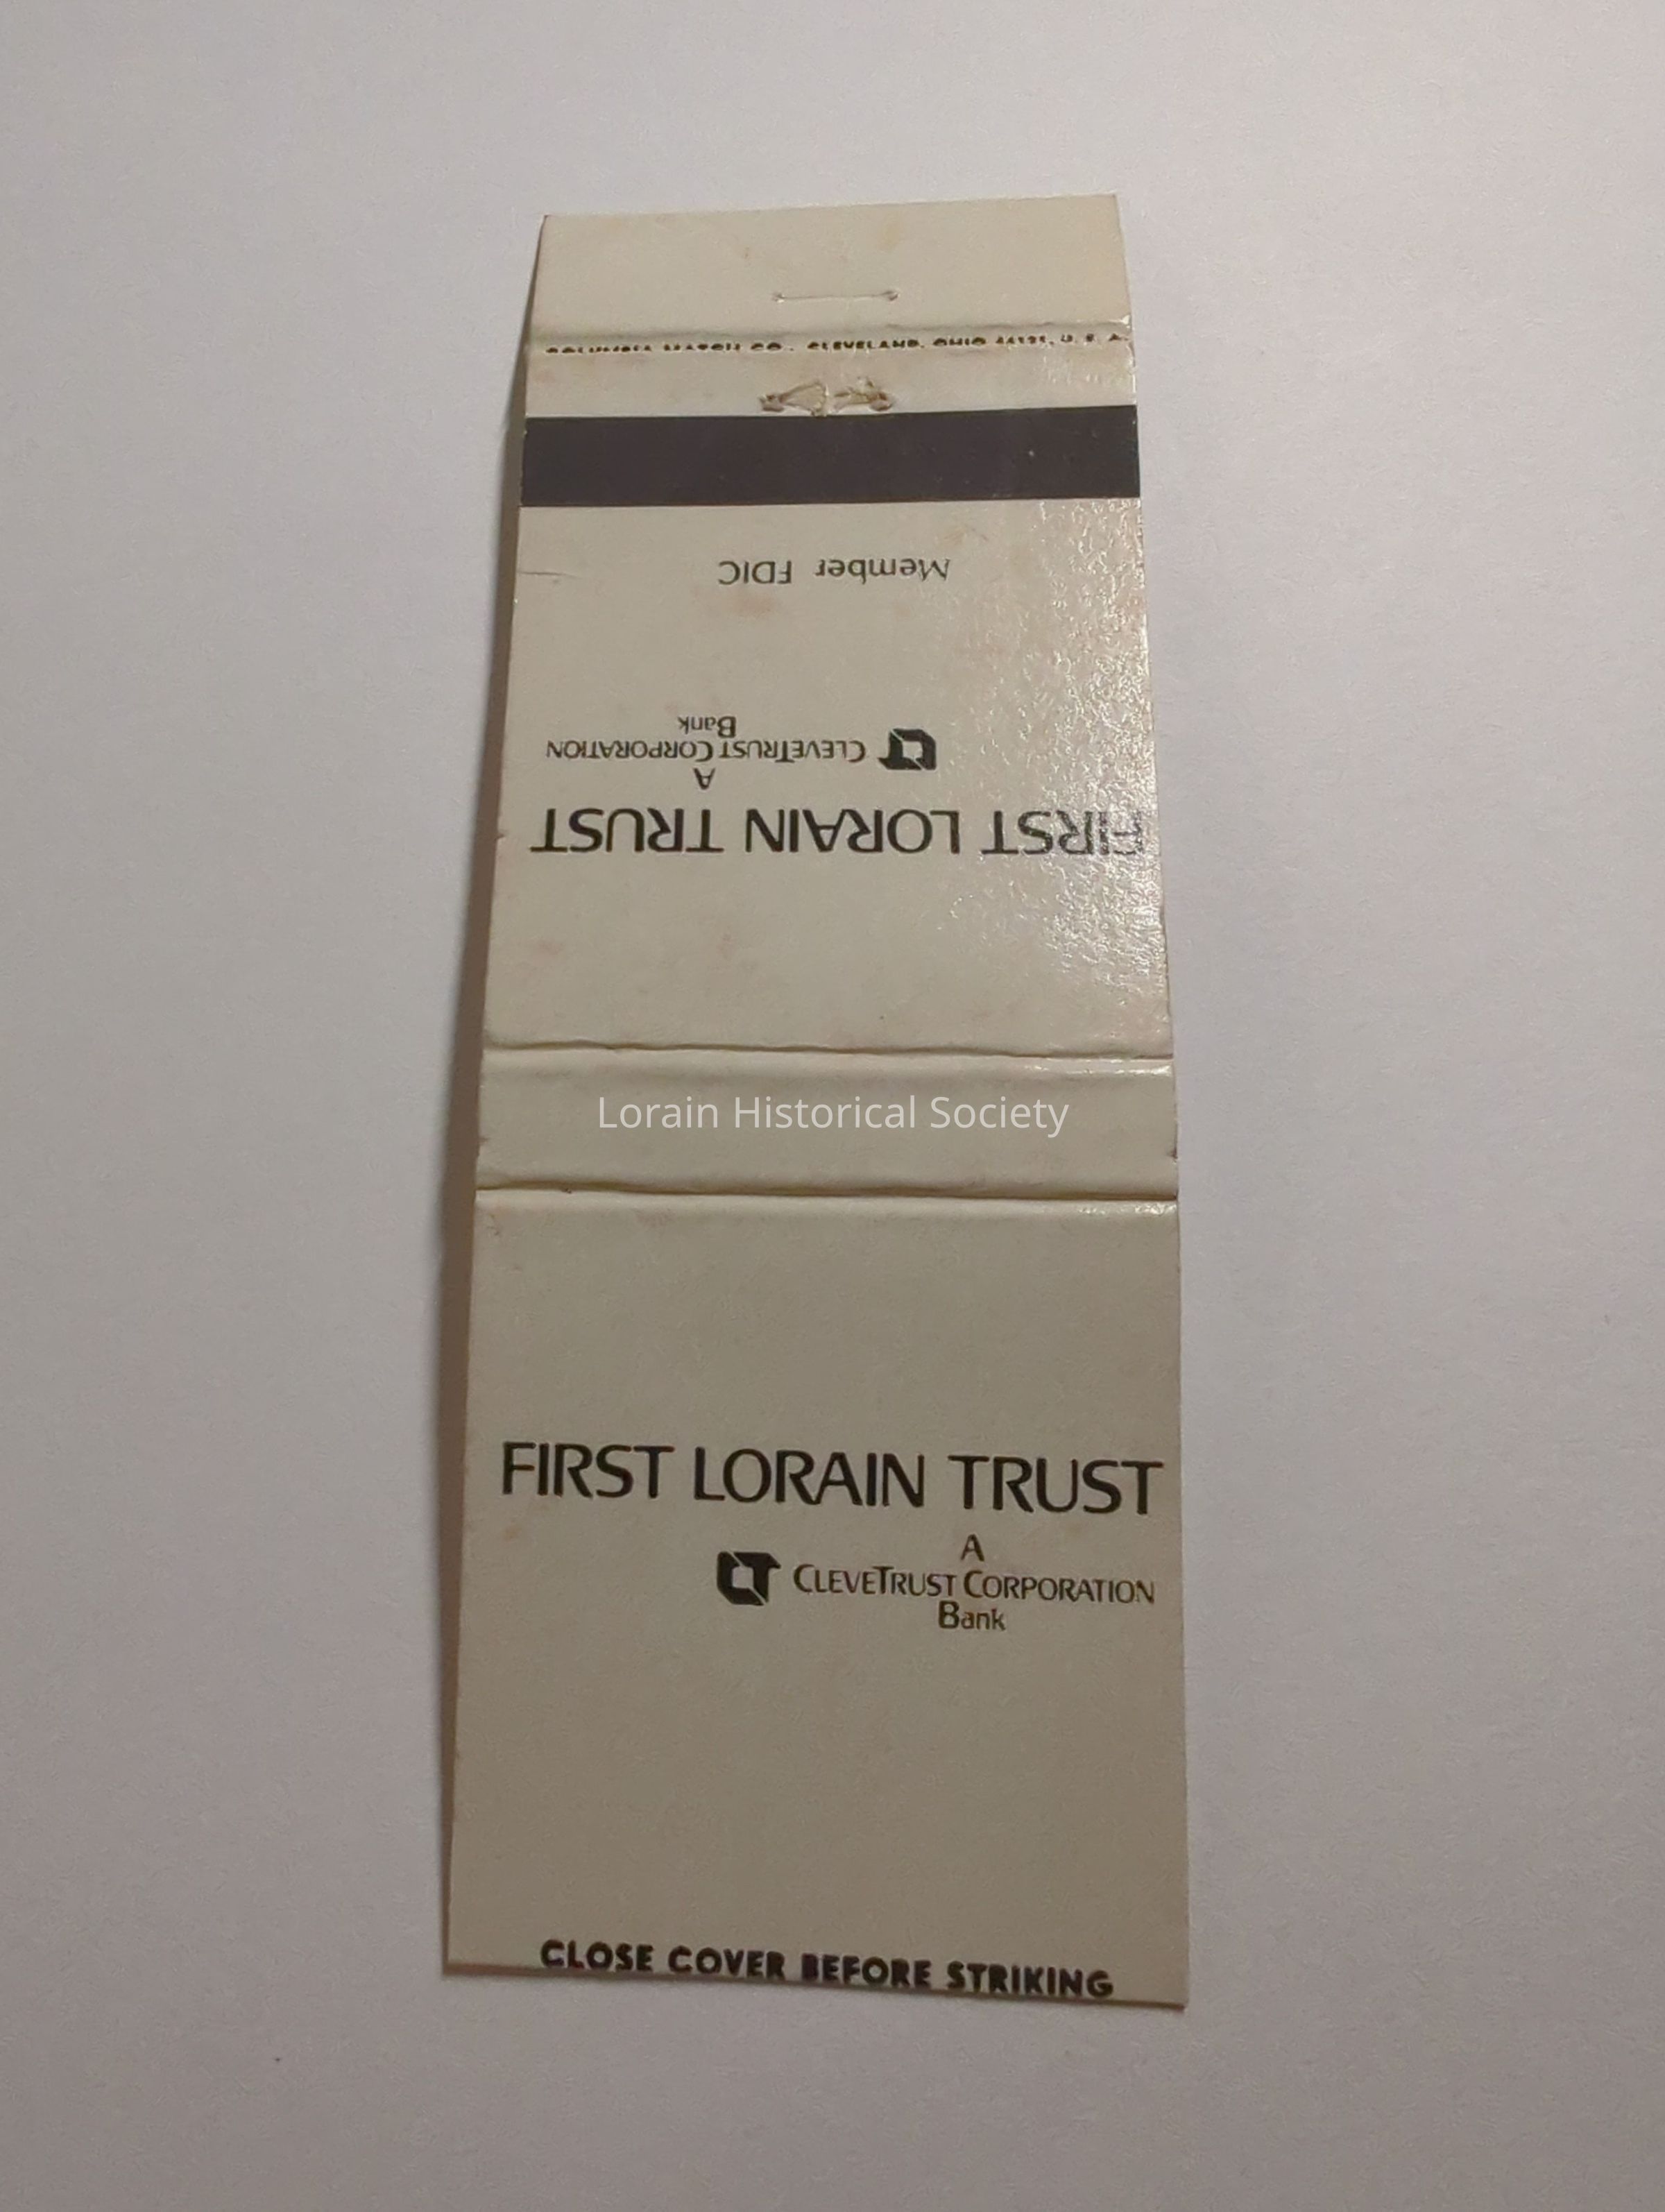 COLUMBIA MATCH CO., CLEVELAND, OHIO 44121, U. S. A.
Member FDIC
FIRST LORAIN TRUST
A
CLEVETRUST CORPORATION
Bank
Lorain Historical Society
FIRST LORAIN TRUST
A
CLEVETRUST CORPORATION
Bank
CLOSE COVER BEFORE STRIKING